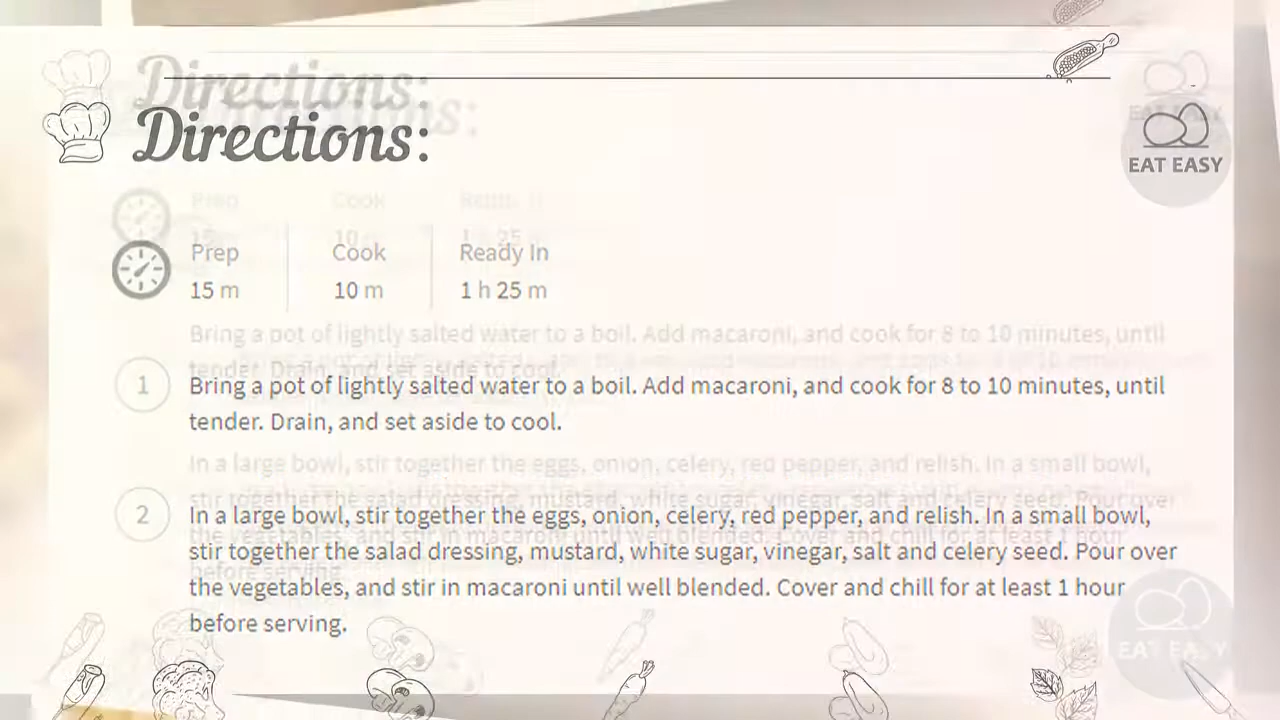 Directions:
EAT EASY
Prep Cook Ready In
15 m 10 m 1 h 25 m
1 Bring a pot of lightly salted water to a boil. Add macaroni, and cook for 8 to 10 minutes, until
tender. Drain, and set aside to cool.
2 In a large bowl, stir together the eggs, onion, celery, red pepper, and relish. In a small bowl,
stir together the salad dressing, mustard, white sugar, vinegar, salt and celery seed. Pour over
the vegetables, and stir in macaroni until well blended. Cover and chill for at least 1 hour
before serving.
EAT EASY